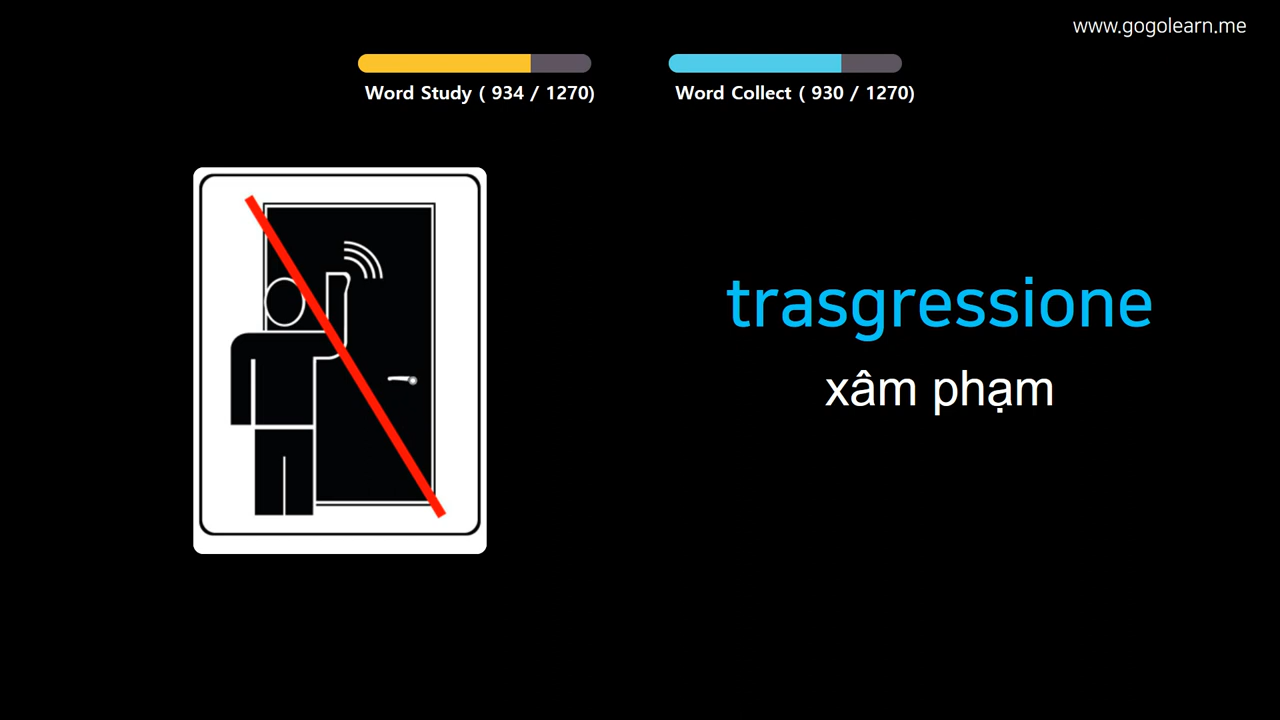 www.gogolearn.me
Word Study ( 934 / 1270)
Word Collect ( 930 / 1270)
trasgressione
xâm phạm